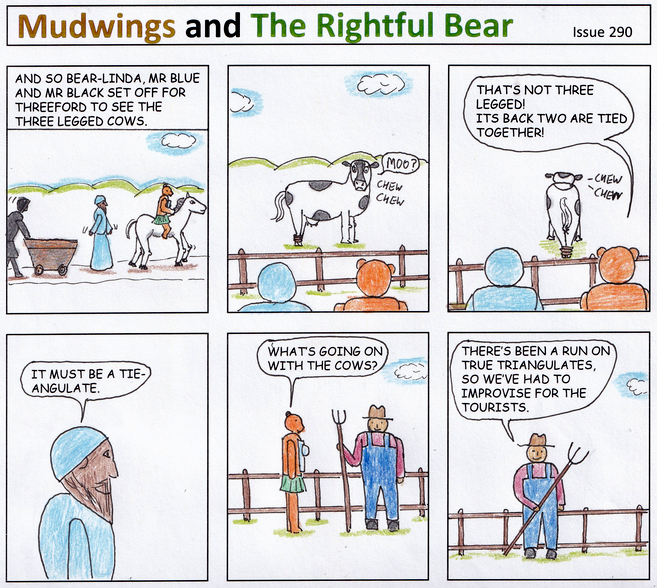 Mudwings and The Rightful Bear
Issue 290
AND SO BEAR-LINDA, MR BLUE
AND MR BLACK SET OFF FOR
THREEFORD TO SEE THE
THREE LEGGED COWS.
MOO?
CHEW
CHEW
THAT'S NOT THREE
LEGGED!
ITS BACK TWO ARE TIED
TOGETHER!
CHEW
CHEW
IT MUST BE A TIE-
ANGULATE.
WHAT'S GOING ON
WITH THE COWS?
THERE'S BEEN A RUN ON
TRUE TRIANGULATES,
SO WE'VE HAD TO
IMPROVISE FOR THE
TOURISTS.